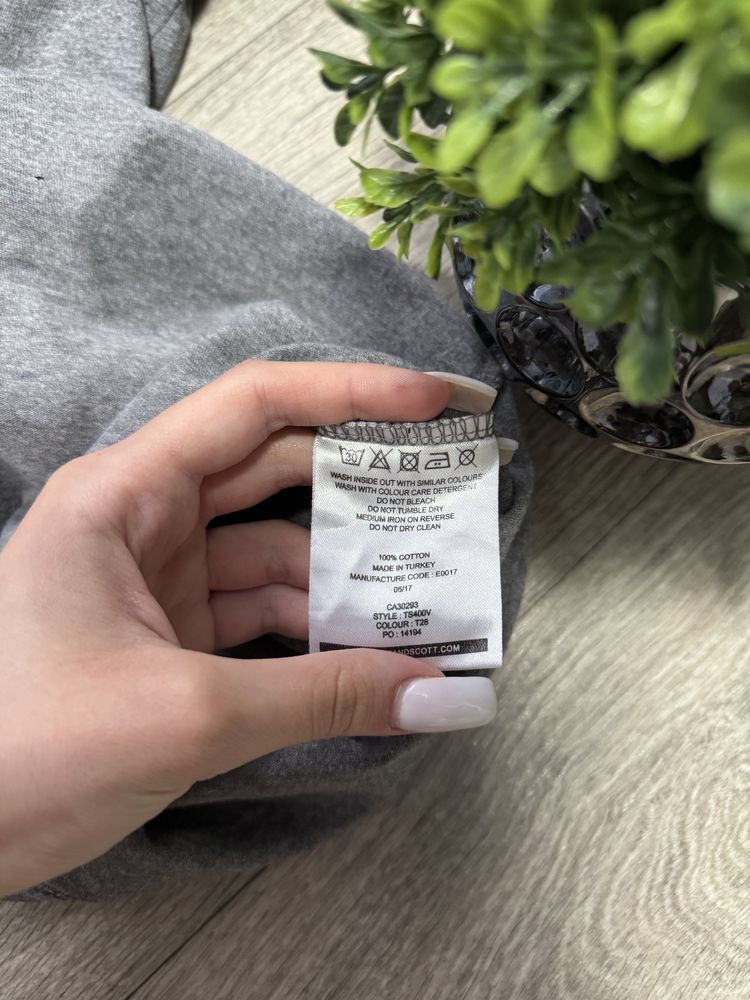 30
WASH INSIDE OUT WITH SIMILAR COLOURS
WASH WITH COLOUR CARE DETERGENT
DO NOT BLEACH
DO NOT TUMBLE DRY
MEDIUM IRON ON REVERSE
DO NOT DRY CLEAN
100% COTTON
MADE IN TURKEY
MANUFACTURE CODE : E0017
05/17
CA30293
STYLE : TS400V
COLOUR : T28
PO : 14194
ANDSCOTT.COM